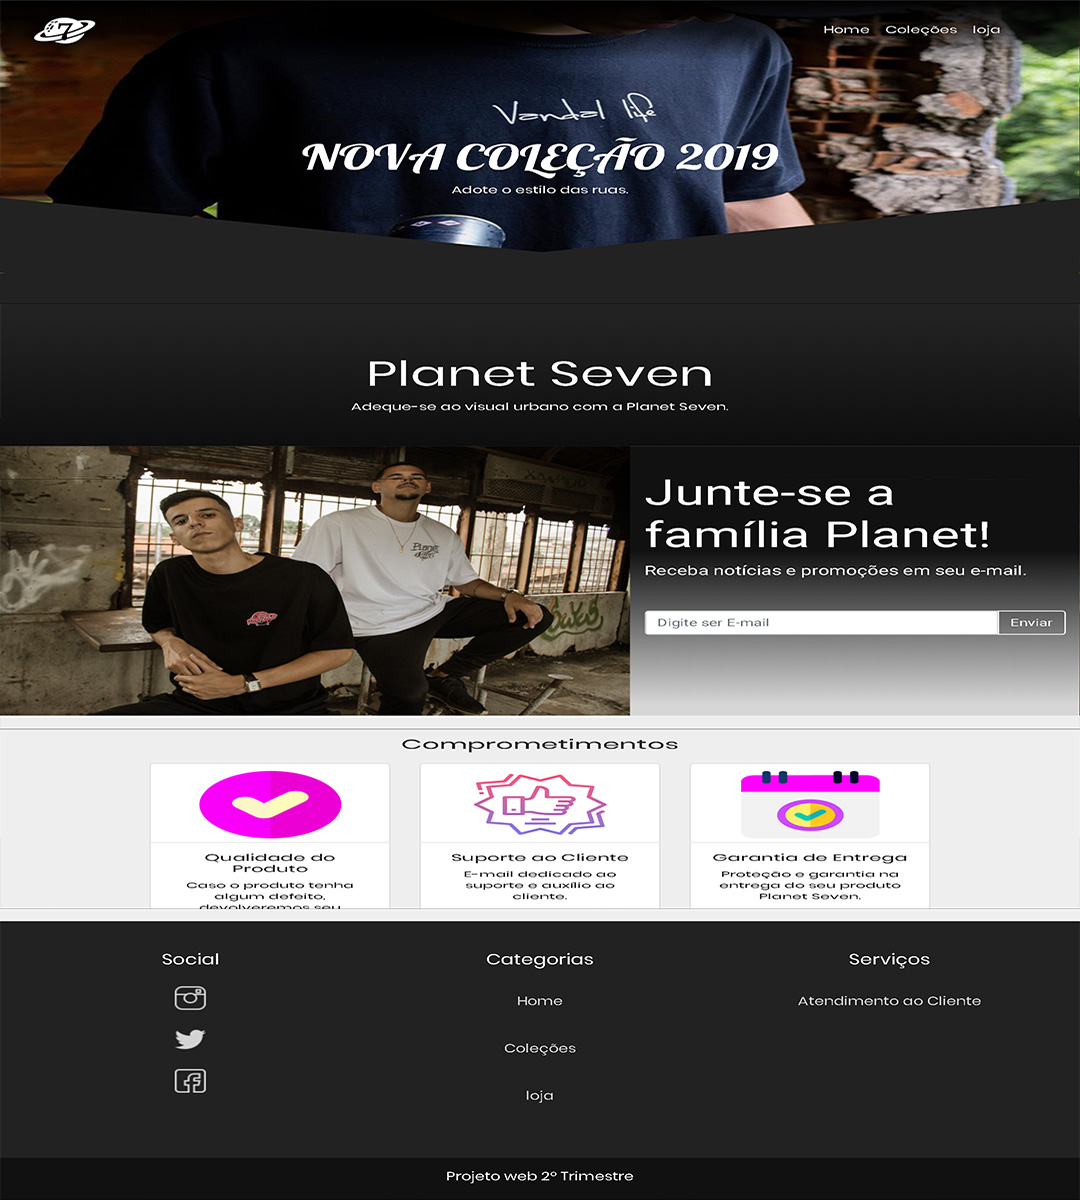 Home Coleções loja
Vandal life
NOVA COLEÇÃO 2019
Adote o estilo das ruas.
Planet Seven
Adeque-se ao visual urbano com a Planet Seven.
Junte-se a
família Planet!
Receba notícias e promoções em seu e-mail.
Digite ser E-mail Enviar
Comprometimentos
Qualidade do
Produto
Caso o produto tenha
algum defeito,
devolveremos seu
Suporte ao Cliente
E-mail dedicado ao
suporte e auxílio ao
cliente.
Garantia de Entrega
Proteção e garantia na
entrega do seu produto
Planet Seven.
Social
Categorias
Home
Coleções
loja
Serviços
Atendimento ao Cliente
Projeto web 2º Trimestre